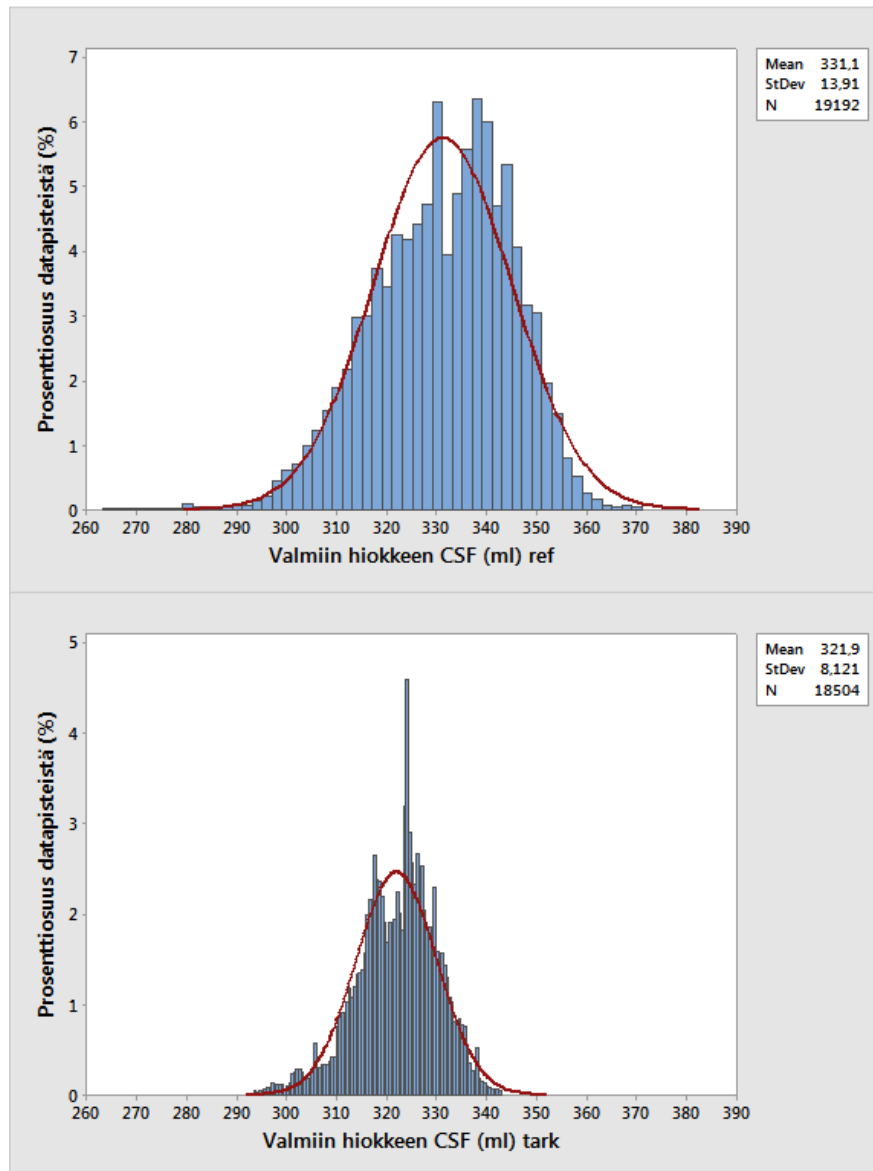 7
6
5
4
3
2
1
0
Prosenttiosuus datapisteistä (%)
260 270 280 290 300 310 320 330 340 350 360 370 380 390
Valmiin hiokkeen CSF (ml) ref
Mean 331,1
StDev 13,91
N 19192
5
4
3
2
1
0
Prosenttiosuus datapisteistä (%)
260 270 280 290 300 310 320 330 340 350 360 370 380 390
Valmiin hiokkeen CSF (ml) tark
Mean 321,9
StDev 8,121
N 18504